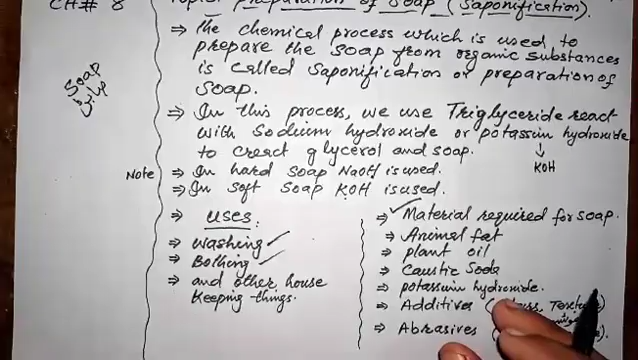 CH# 8
Topic preparation of Soap (Saponification).
Soap
⇒ The chemical process which is used to
prepare the soap from organic substances
is called Saponification or preparation of
Soap.
⇒ In this process, we use Triglyceride react
with Sodium hydroxide or potassium hydroxide
to creact glycerol and soap.
↓
KOH
Note ⇒ In hard soap NaOH is used.
⇒ In soft soap KOH is used.
⇒ uses.
⇒ washing ✓
⇒ Bathing ✓
⇒ and other house
Keeping things.
⇒ Material required for soap.
⇒ Animal fat
⇒ plant oil
⇒ Caustic Soda
⇒ potassium hydroxide.
⇒ Additiva (
⇒ Abrasives (